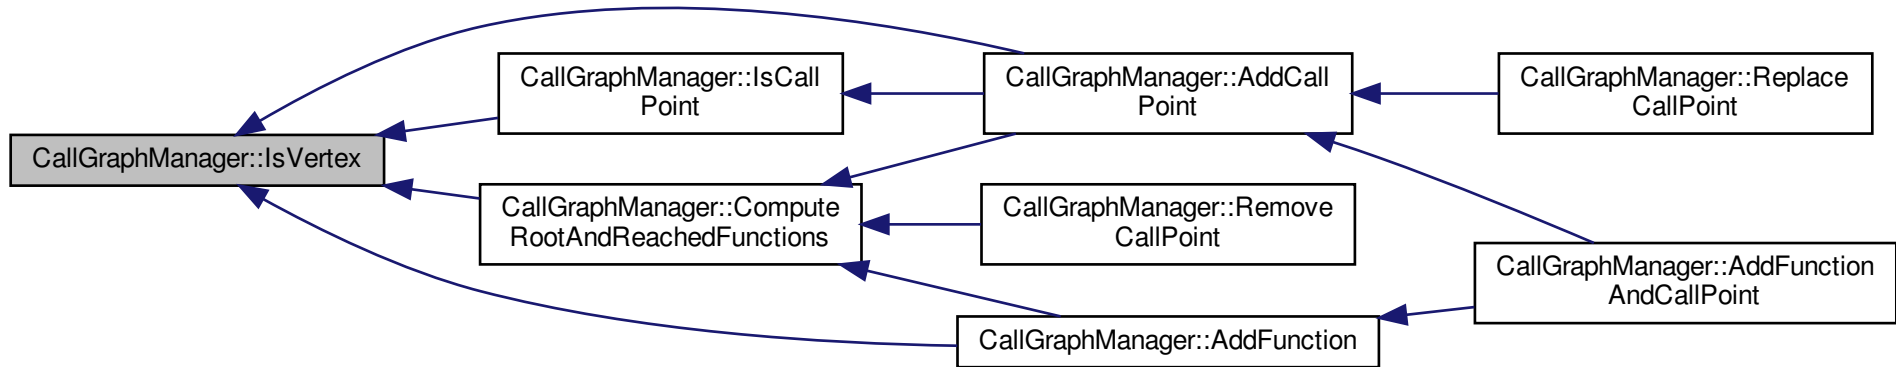 CallGraphManager::IsVertex
CallGraphManager::IsCall
Point
CallGraphManager::Compute
RootAndReachedFunctions
CallGraphManager::AddCall
Point
CallGraphManager::Remove
CallPoint
CallGraphManager::AddFunction
CallGraphManager::Replace
CallPoint
CallGraphManager::AddFunction
AndCallPoint